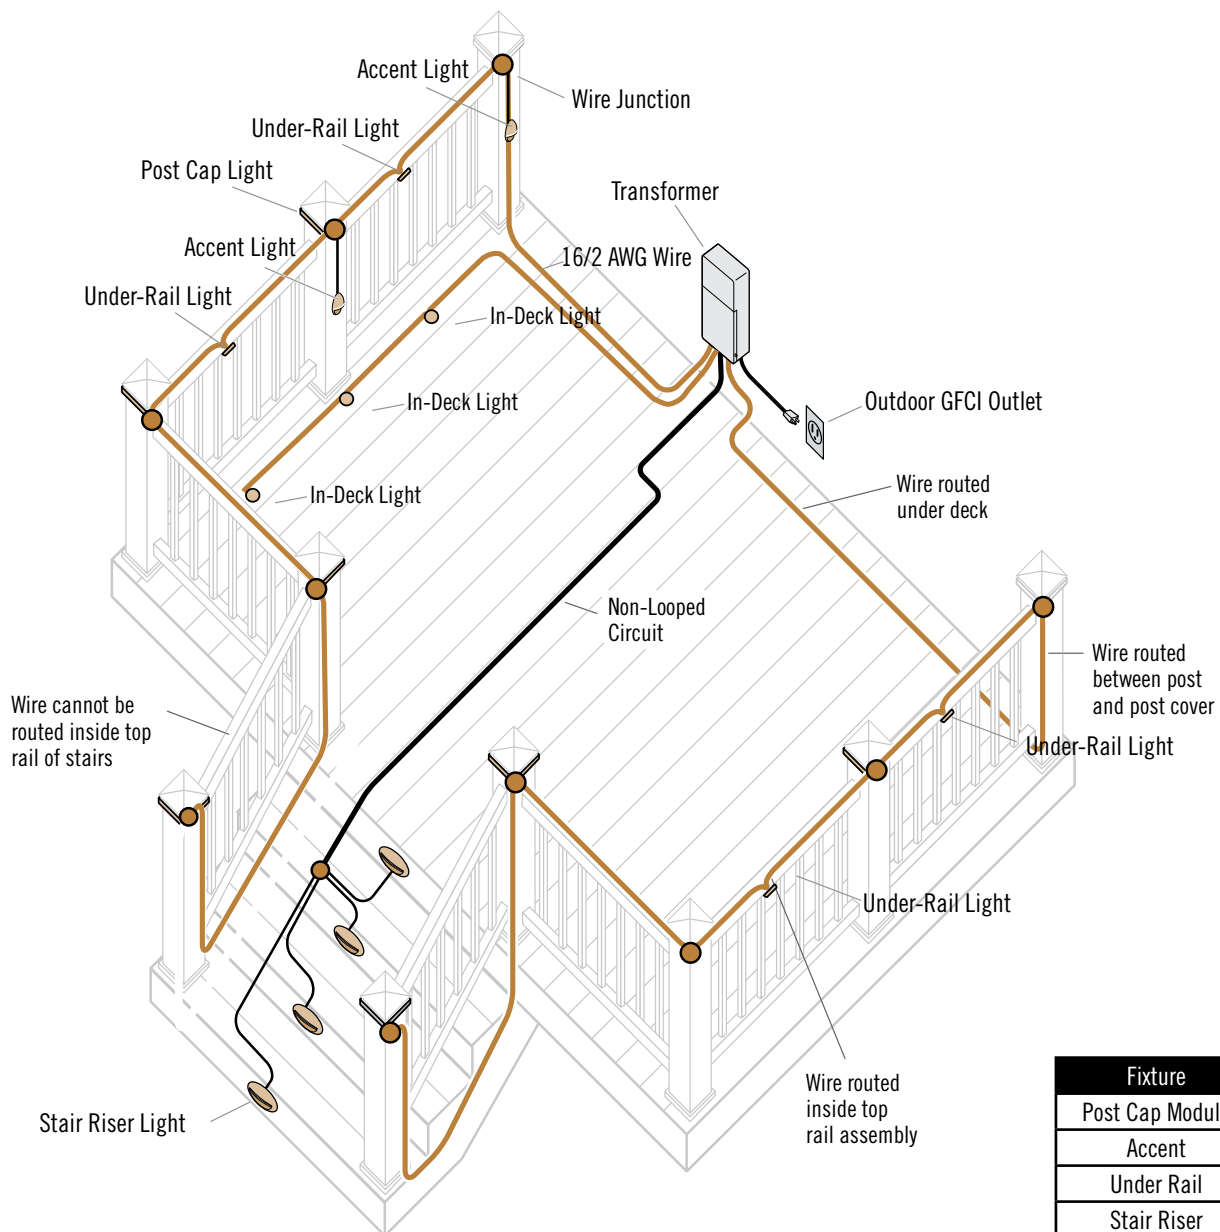 Accent Light
Wire Junction
Under-Rail Light
Post Cap Light
Transformer
Accent Light
16/2 AWG Wire
Under-Rail Light
In-Deck Light
In-Deck Light
Outdoor GFCI Outlet
In-Deck Light
Wire routed
under deck
Non-Looped
Circuit
Wire cannot be
routed inside top
rail of stairs
Wire routed
between post
and post cover
Under-Rail Light
Under-Rail Light
Wire routed
inside top
rail assembly
Stair Riser Light
Fixture
Post Cap Modul
Accent
Under Rail
Stair Riser